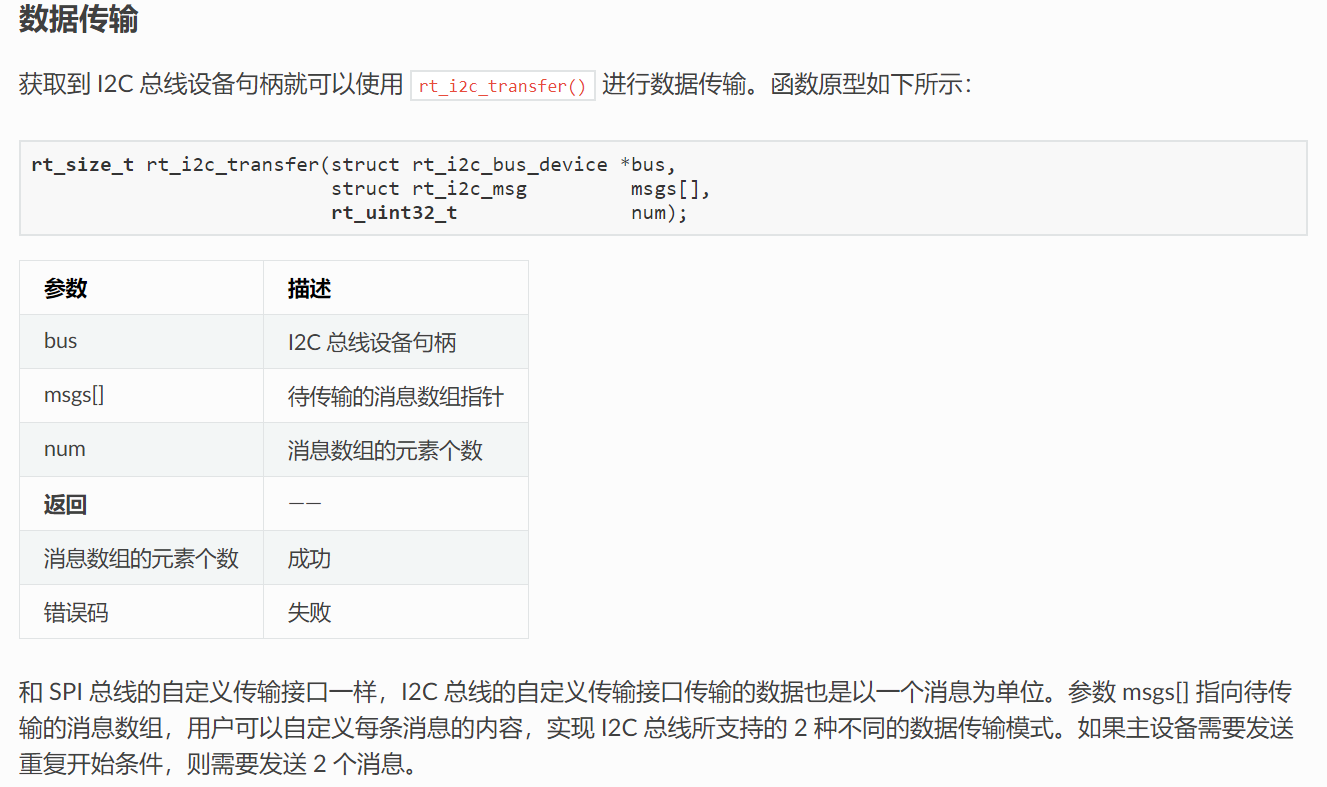 数据传输
获取到 I2C 总线设备句柄就可以使用 rt_i2c_transfer() 进行数据传输。函数原型如下所示：
rt_size_t rt_i2c_transfer(struct rt_i2c_bus_device *bus,
struct rt_i2c_msg msgs[],
rt_uint32_t num);
参数 描述
bus I2C 总线设备句柄
msgs[] 待传输的消息数组指针
num 消息数组的元素个数
返回 ——
消息数组的元素个数 成功
错误码 失败
和 SPI 总线的自定义传输接口一样，I2C 总线的自定义传输接口传输的数据也是以一个消息为单位。参数 msgs[] 指向待传
输的消息数组，用户可以自定义每条消息的内容，实现 I2C 总线所支持的 2 种不同的数据传输模式。如果主设备需要发送
重复开始条件，则需要发送 2 个消息。